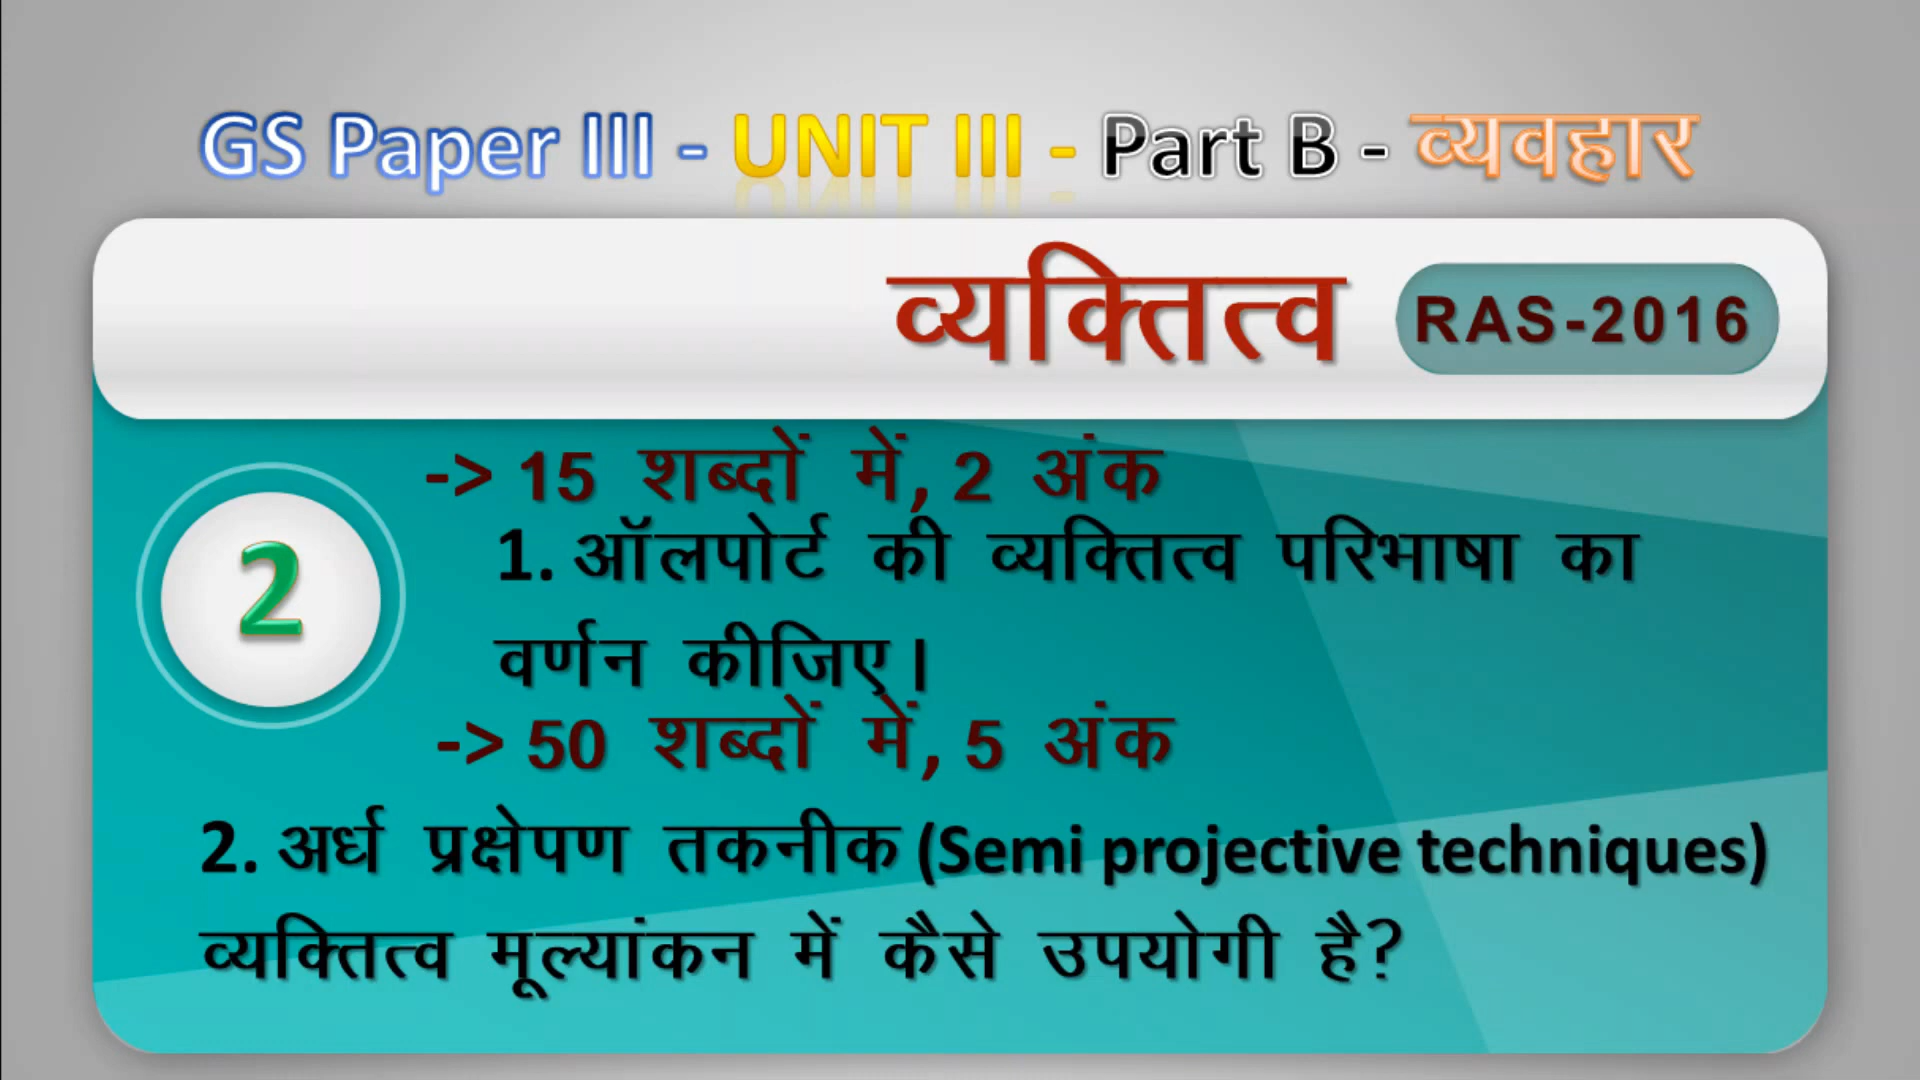 GS Paper III - UNIT III - Part B - व्यवहार
व्यक्तित्व RAS-2016
-> 15 शब्दों में, 2 अंक
2
1. ऑलपोर्ट की व्यक्तित्व परिभाषा का
वर्णन कीजिए।
-> 50 शब्दों में, 5 अंक
2. अर्ध प्रक्षेपण तकनीक (Semi projective techniques)
व्यक्तित्व मूल्यांकन में कैसे उपयोगी है?